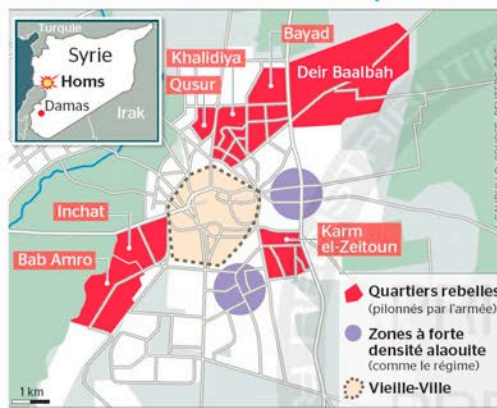 Turquie
Syrie
Homs
Damas
Irak
Bayad
Khalidiya
Deir Baalbah
Qusur
Inchat
Karm
el-Zeitoun
Bab Amro
Quartiers rebelles
(pilonnés par l'armée)
Zones à forte
densité alaouite
(comme le régime)
Vieille-Ville
1 km